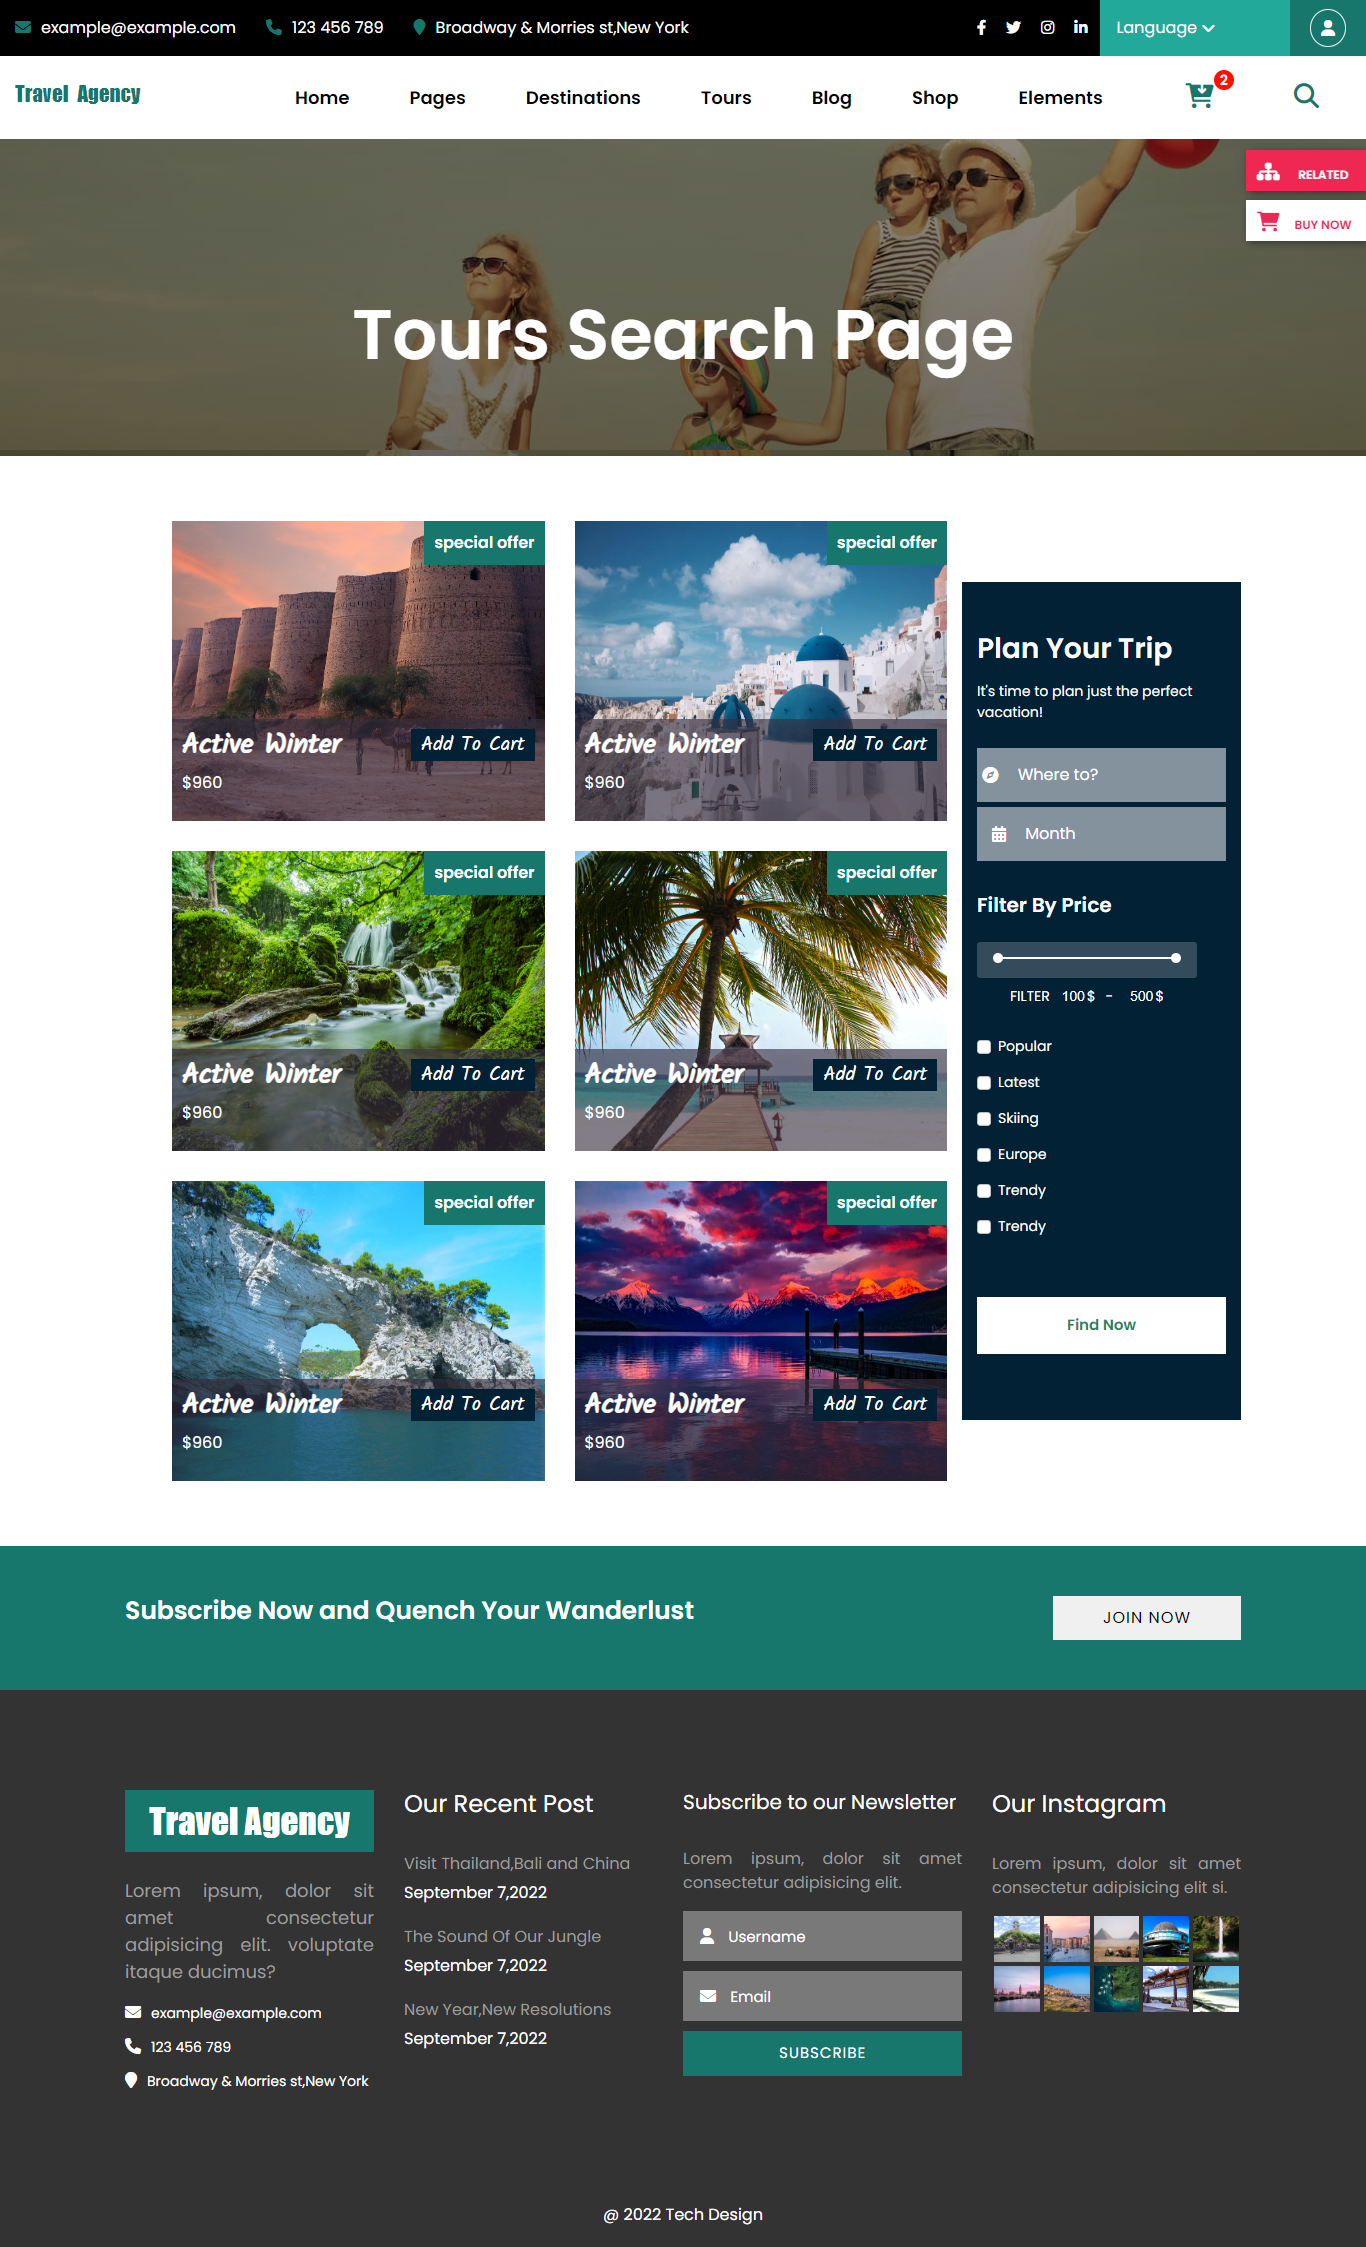 example@example.com
123 456 789
Broadway & Morries st,New York
Language
Travel Agency
Home
Pages
Destinations
Tours
Blog
Shop
Elements
2
RELATED
BUY NOW
Tours Search Page
special offer
Active Winter
Add To Cart
$960
special offer
Active Winter
Add To Cart
$960
special offer
Active Winter
Add To Cart
$960
special offer
Active Winter
Add To Cart
$960
special offer
Active Winter
Add To Cart
$960
special offer
Active Winter
Add To Cart
$960
Plan Your Trip
It's time to plan just the perfect
vacation!
Where to?
Month
Filter By Price
FILTER 100 $ - 500 $
Popular
Latest
Skiing
Europe
Trendy
Trendy
Find Now
Subscribe Now and Quench Your Wanderlust
JOIN NOW
Travel Agency
Lorem ipsum, dolor sit
amet consectetur
adipisicing elit. voluptate
itaque ducimus?
example@example.com
123 456 789
Broadway & Morries st,New York
Our Recent Post
Visit Thailand,Bali and China
September 7,2022
The Sound Of Our Jungle
September 7,2022
New Year,New Resolutions
September 7,2022
Subscribe to our Newsletter
Lorem ipsum, dolor sit amet
consectetur adipisicing elit.
Username
Email
SUBSCRIBE
Our Instagram
Lorem ipsum, dolor sit amet
consectetur adipisicing elit si.
@ 2022 Tech Design